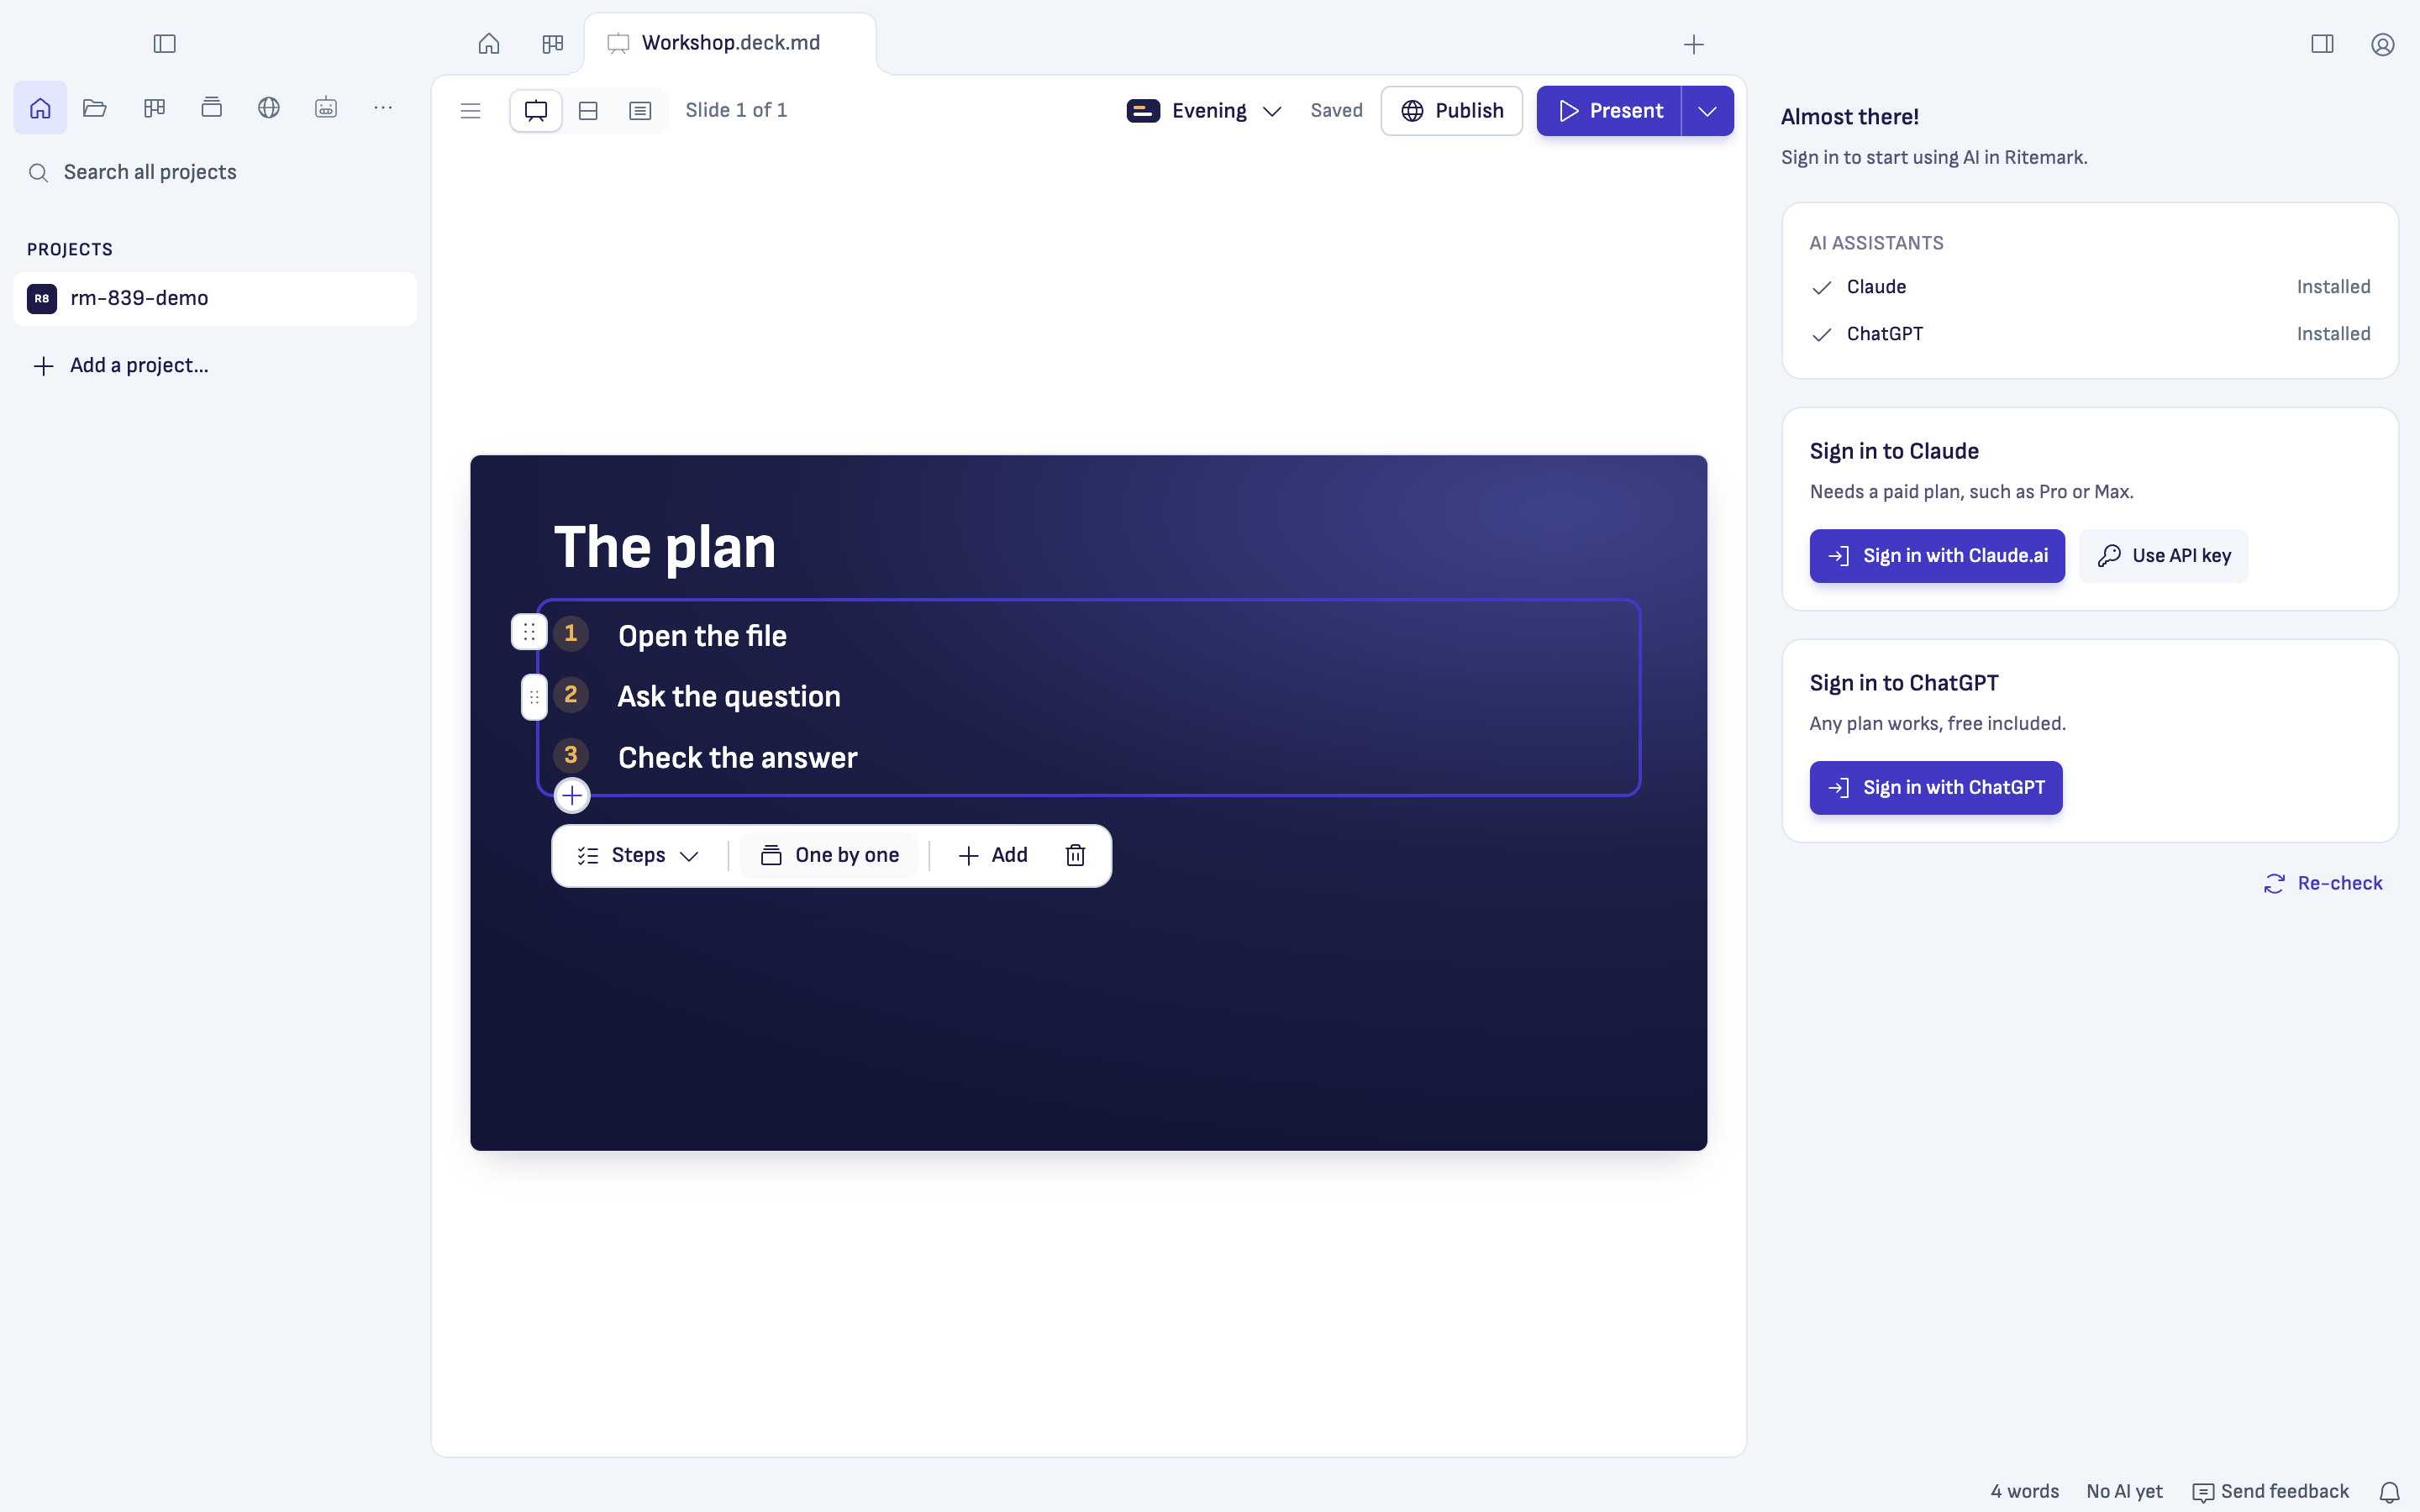 Workshop.deck.md
Slide 1 of 1
Evening
Saved
Publish
Present
Search all projects
PROJECTS
R8
rm-839-demo
Add a project...
The plan
1 Open the file
2 Ask the question
3 Check the answer
Steps
One by one
Add
Almost there!
Sign in to start using AI in Ritemark.
AI ASSISTANTS
Claude Installed
ChatGPT Installed
Sign in to Claude
Needs a paid plan, such as Pro or Max.
Sign in with Claude.ai
Use API key
Sign in to ChatGPT
Any plan works, free included.
Sign in with ChatGPT
Re-check
4 words
No AI yet
Send feedback